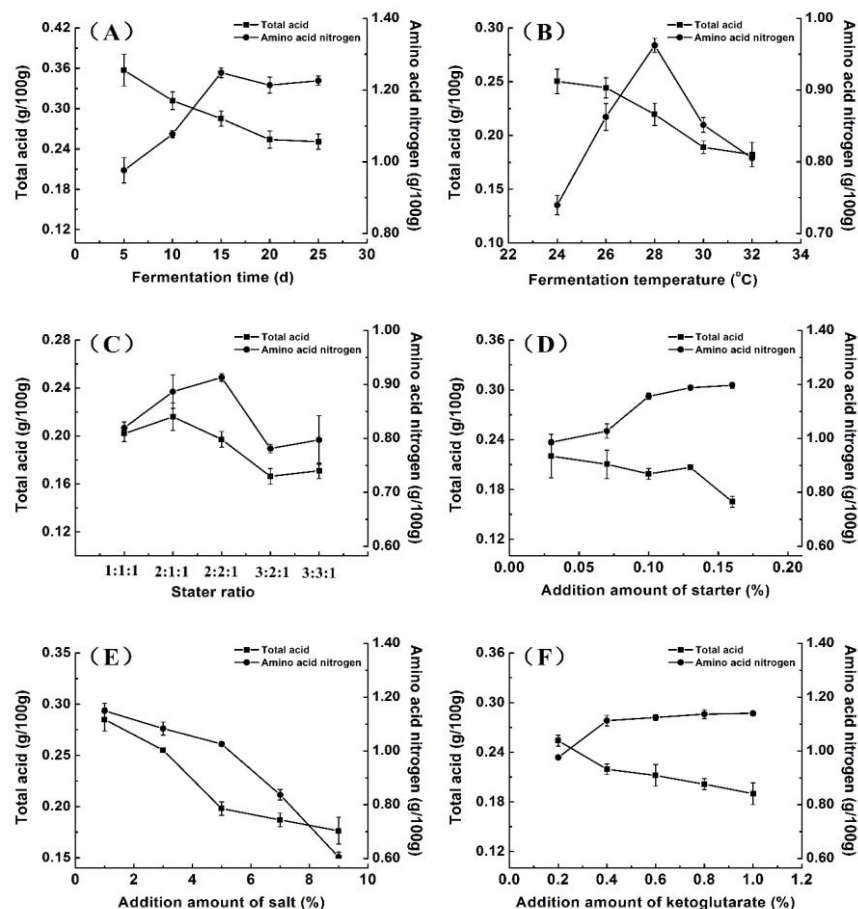 (A)
Total acid
Amino acid nitrogen
0.42
0.36
0.30
0.24
0.18
0.12
Total acid (g/100g)
1.40
1.20
1.00
0.80
Amino acid nitrogen (g/100g)
0 5 10 15 20 25 30
Fermentation time (d)
(B)
Total acid
Amino acid nitrogen
0.30
0.25
0.20
0.15
0.10
Total acid (g/100g)
1.00
0.90
0.80
0.70
Amino acid nitrogen (g/100g)
22 24 26 28 30 32 34
Fermentation temperature (°C)
(C)
Total acid
Amino acid nitrogen
0.28
0.24
0.20
0.16
0.12
Total acid (g/100g)
1.00
0.90
0.80
0.70
0.60
Amino acid nitrogen (g/100g)
1:1:1 2:1:1 2:2:1 3:2:1 3:3:1
Stater ratio
(D)
Total acid
Amino acid nitrogen
0.36
0.30
0.24
0.18
0.12
Total acid (g/100g)
1.40
1.20
1.00
0.80
0.60
Amino acid nitrogen (g/100g)
0.00 0.05 0.10 0.15 0.20
Addition amount of starter (%)
(E)
Total acid
Amino acid nitrogen
0.35
0.30
0.25
0.20
0.15
Total acid (g/100g)
1.40
1.20
1.00
0.80
0.60
Amino acid nitrogen (g/100g)
0 2 4 6 8 10
Addition amount of salt (%)
(F)
Total acid
Amino acid nitrogen
0.36
0.30
0.24
0.18
0.12
Total acid (g/100g)
1.40
1.20
1.00
0.80
0.60
Amino acid nitrogen (g/100g)
0.0 0.2 0.4 0.6 0.8 1.0 1.2
Addition amount of ketoglutarate (%)